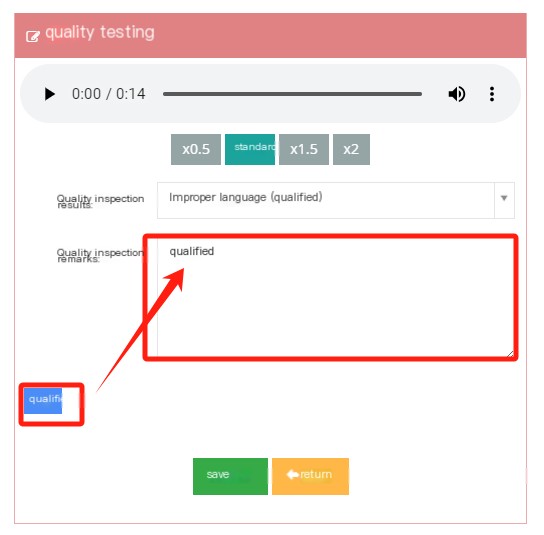 quality testing
0:00 / 0:14
x0.5 standard x1.5 x2
Quality inspection
results:
Improper language (qualified)
Quality inspection
remarks:
qualified
qualifi
save return